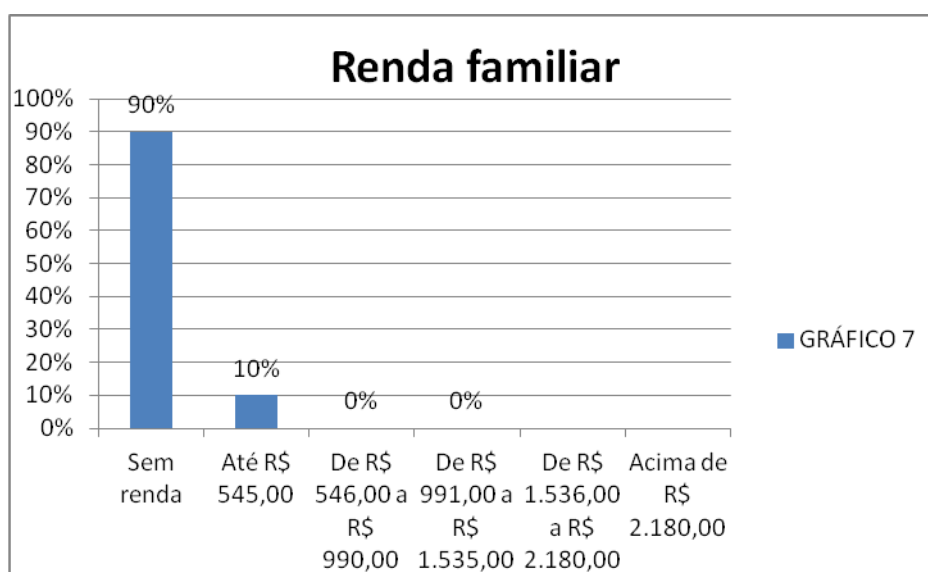 Renda familiar
100%
90%
80%
70%
60%
50%
40%
30%
20%
10%
0%
90%
10%
0%
0%
Sem
renda
Até R$
545,00
De R$
546,00 a
R$
990,00
De R$
991,00 a
R$
1.535,00
De R$
1.536,00
a R$
2.180,00
Acima de
R$
2.180,00
GRÁFICO 7